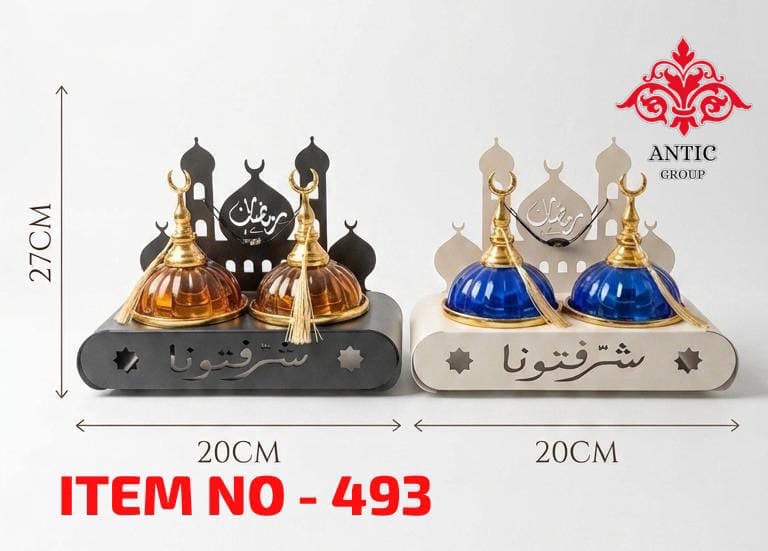 ANTIC
GROUP
27CM
رمضان
رمضان
شرّفتونا
شرّفتونا
20CM
20CM
ITEM NO - 493